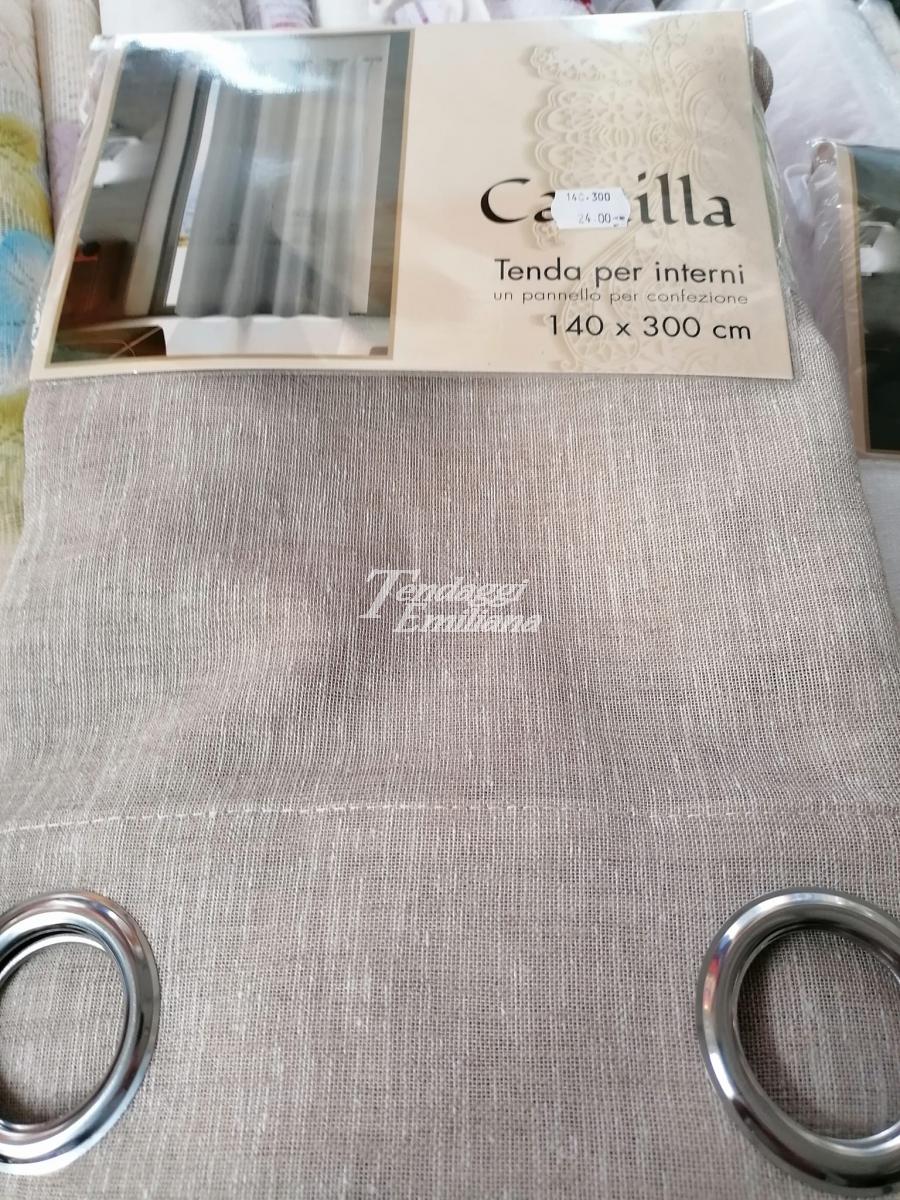 140-300
24.00
Tenda per interni
un pannello per confezione
140 x 300 cm
Tendaggi
Emiliana